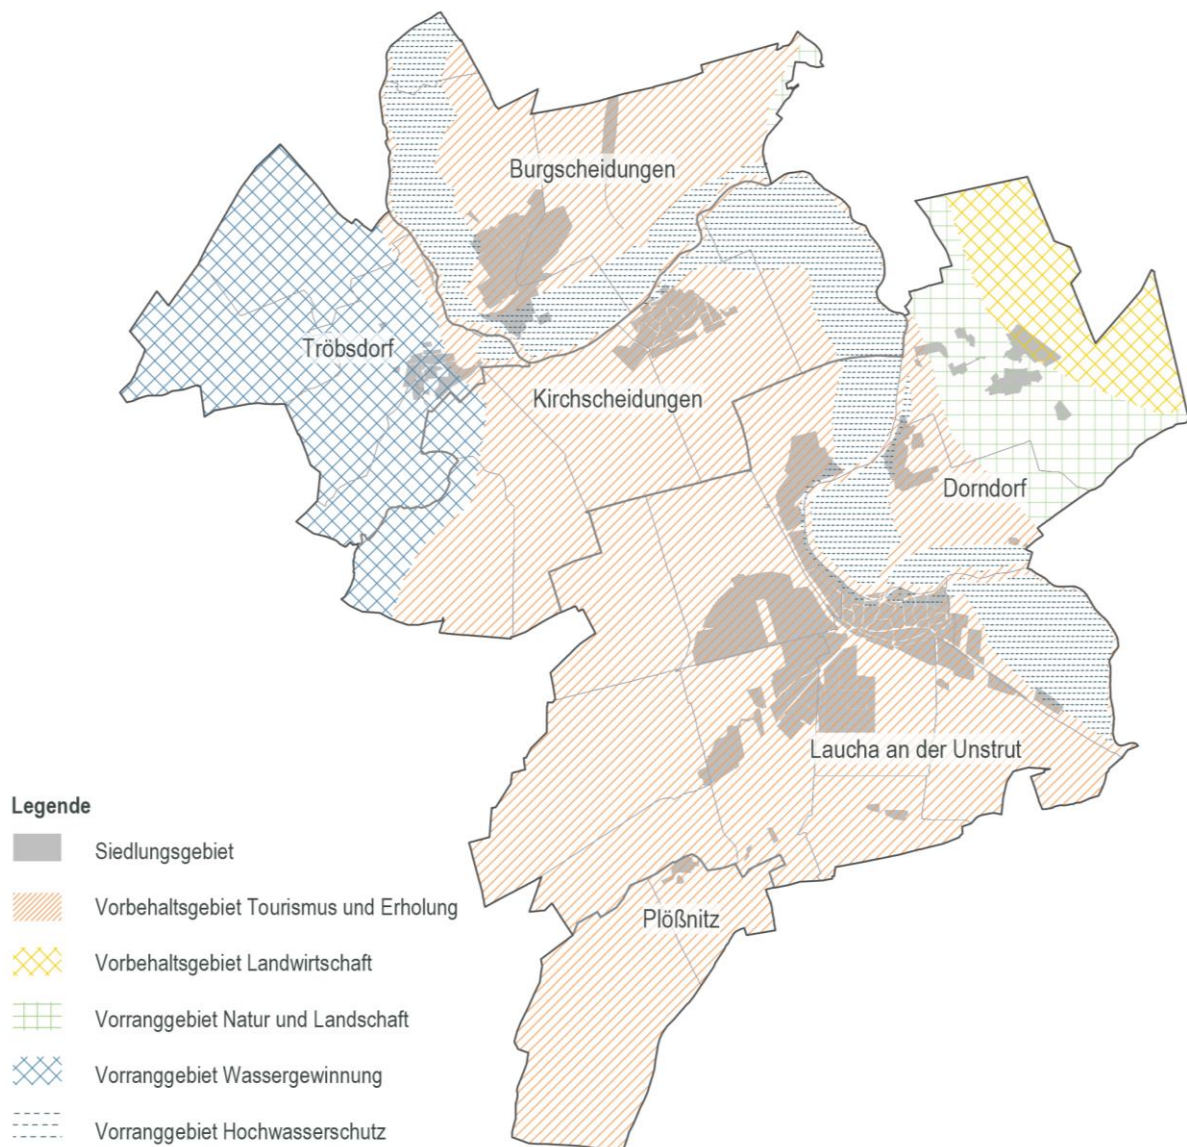 Burgscheidungen
Tröbsdorf
Kirchscheidungen
Dorndorf
Laucha an der Unstrut
Plößnitz
Legende
Siedlungsgebiet
Vorbehaltsgebiet Tourismus und Erholung
Vorbehaltsgebiet Landwirtschaft
Vorranggebiet Natur und Landschaft
Vorranggebiet Wassergewinnung
Vorranggebiet Hochwasserschutz